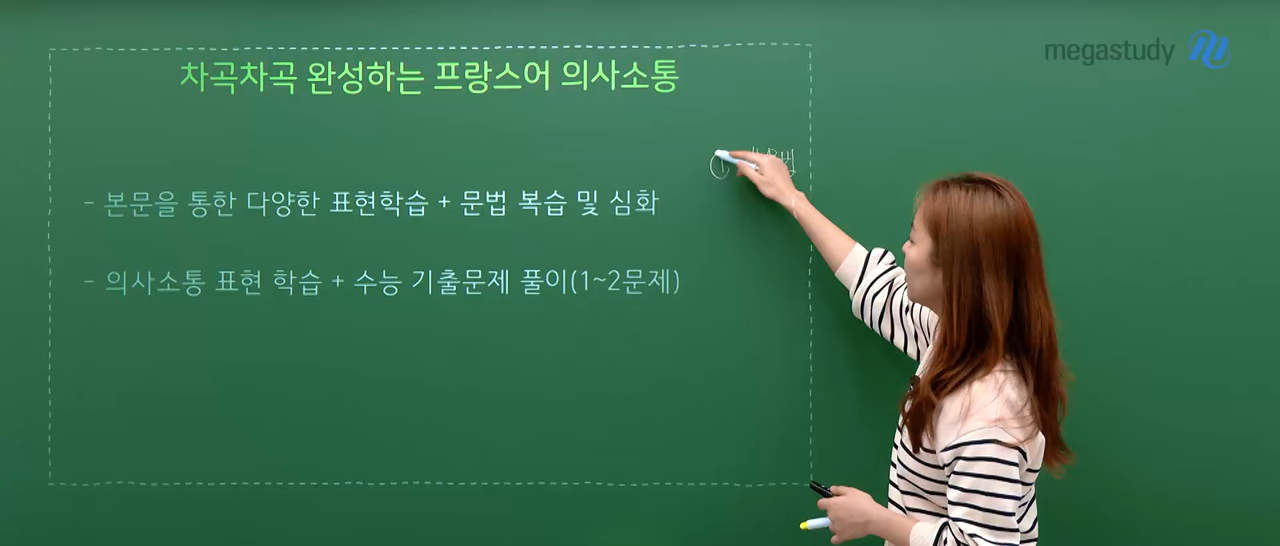 megastudy
차곡차곡 완성하는 프랑스어 의사소통
- 본문을 통한 다양한 표현학습 + 문법 복습 및 심화
- 의사소통 표현 학습 + 수능 기출문제 풀이(1~2문제)